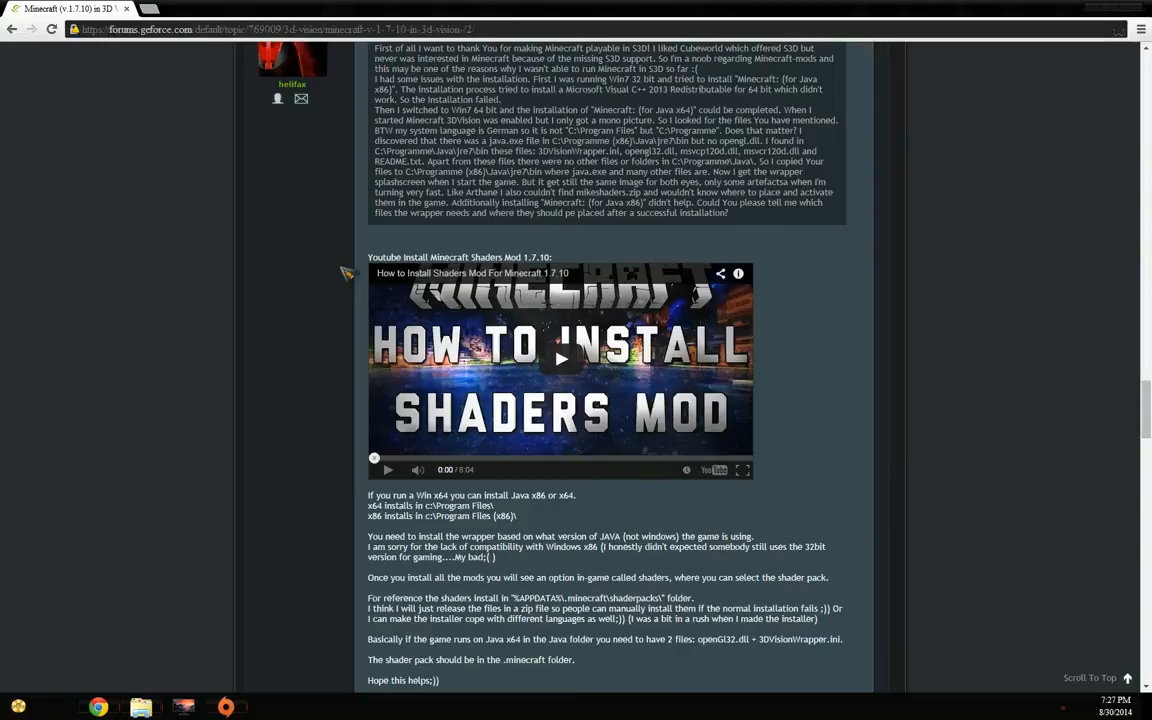 Minecraft (v.1.7.10) in 3D V
https://forums.geforce.com/default/topic/769009/3d-vision/minecraft-v-1-7-10-in-3d-vision-/2/
helifax
First of all I want to thank You for making Minecraft playable in S3D! I liked Cubeworld which offered S3D but
never was interested in Minecraft because of the missing S3D support. So I'm a noob regarding Minecraft-mods and
this may be one of the reasons why I wasn't able to run Minecraft in S3D so far :(
I had some issues with the installation. First I was running Win7 32 bit and tried to install "Minecraft: (for Java
x86)". The installation process tried to install a Microsoft Visual C++ 2013 Redistributable for 64 bit which didn't
work. So the Installation failed.
Then I switched to Win7 64 bit and the installation of "Minecraft: (for Java x64)" could be completed. When I
started Minecraft 3DVision was enabled but I only got a mono picture. So I looked for the files You have mentioned.
BTW my system language is German so it is not "C:\Program Files" but "C:\Programme". Does that matter? I
discovered that there was a java.exe file in C:\Programme (x86)\Java\jre7\bin but no opengl.dll. I found in
C:\Programme\Java\jre7\bin these files: 3DVisionWrapper.ini, opengl32.dll, msvcp120d.dll, msvcr120d.dll and
README.txt. Apart from these files there were no other files or folders in C:\Programme\Java\. So I copied Your
files to C:\Programme (x86)\Java\jre7\bin where java.exe and many other files are. Now I get the wrapper
splashscreen when I start the game. But it get still the same image for both eyes, only some artefactsa when I'm
turning very fast. Like Arthane I also couldn't find mikeshaders.zip and wouldn't know where to place and activate
them in the game. Additionally installing "Minecraft: (for Java x86)" didn't help. Could You please tell me which
files the wrapper needs and where they should pe placed after a successful installation?
Youtube Install Minecraft Shaders Mod 1.7.10:
How to Install Shaders Mod For Minecraft 1.7.10
MINECRAFT
HOW TO INSTALL
SHADERS MOD
0:00 / 8:04
YouTube
If you run a Win x64 you can install Java x86 or x64.
x64 installs in c:\Program Files\
x86 installs in c:\Program Files (x86)\
You need to install the wrapper based on what version of JAVA (not windows) the game is using.
I am sorry for the lack of compatibility with Windows x86 (I honestly didn't expected somebody still uses the 32bit
version for gaming....My bad;( )
Once you install all the mods you will see an option in-game called shaders, where you can select the shader pack.
For reference the shaders install in "%APPDATA%\.minecraft\shaderpacks\" folder.
I think I will just release the files in a zip file so people can manually install them if the normal installation fails ;)) Or
I can make the installer cope with different languages as well;)) (I was a bit in a rush when I made the installer)
Basically if the game runs on Java x64 in the Java folder you need to have 2 files: openGl32.dll + 3DVisionWrapper.ini.
The shader pack should be in the .minecraft folder.
Hope this helps;))
Scroll To Top
7:27 PM
8/30/2014